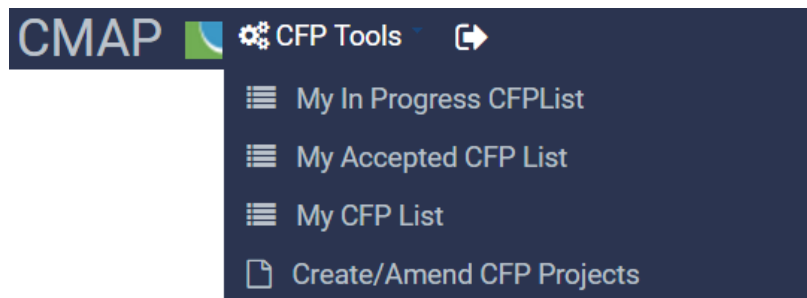 CMAP CFP Tools
My In Progress CFPList
My Accepted CFP List
My CFP List
Create/Amend CFP Projects